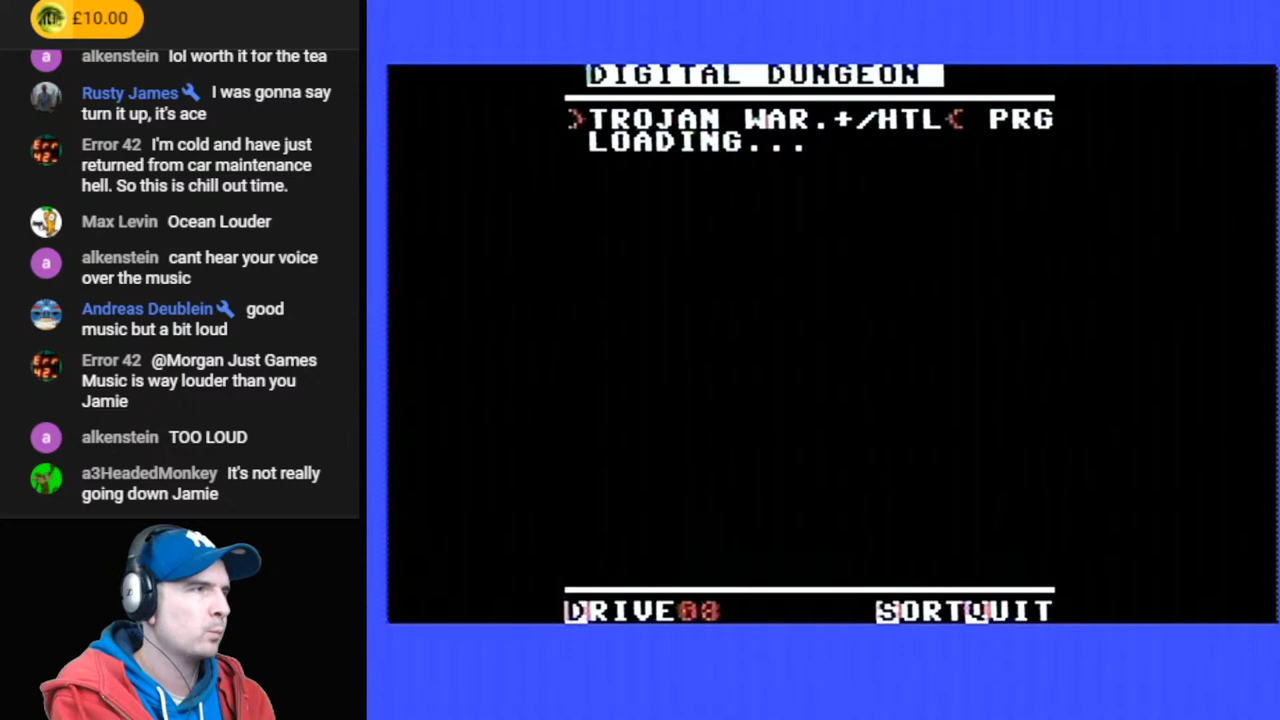 £10.00
alkenstein lol worth it for the tea
Rusty James I was gonna say
turn it up, it's ace
Error 42 I'm cold and have just
returned from car maintenance
hell. So this is chill out time.
Max Levin Ocean Louder
alkenstein cant hear your voice
over the music
Andreas Deublein good
music but a bit loud
Error 42 @Morgan Just Games
Music is way louder than you
Jamie
alkenstein TOO LOUD
a3HeadedMonkey It's not really
going down Jamie
DIGITAL DUNGEON
>TROJAN WAR.+/HTL< PRG
LOADING...
DRIVE08 SORTQUIT